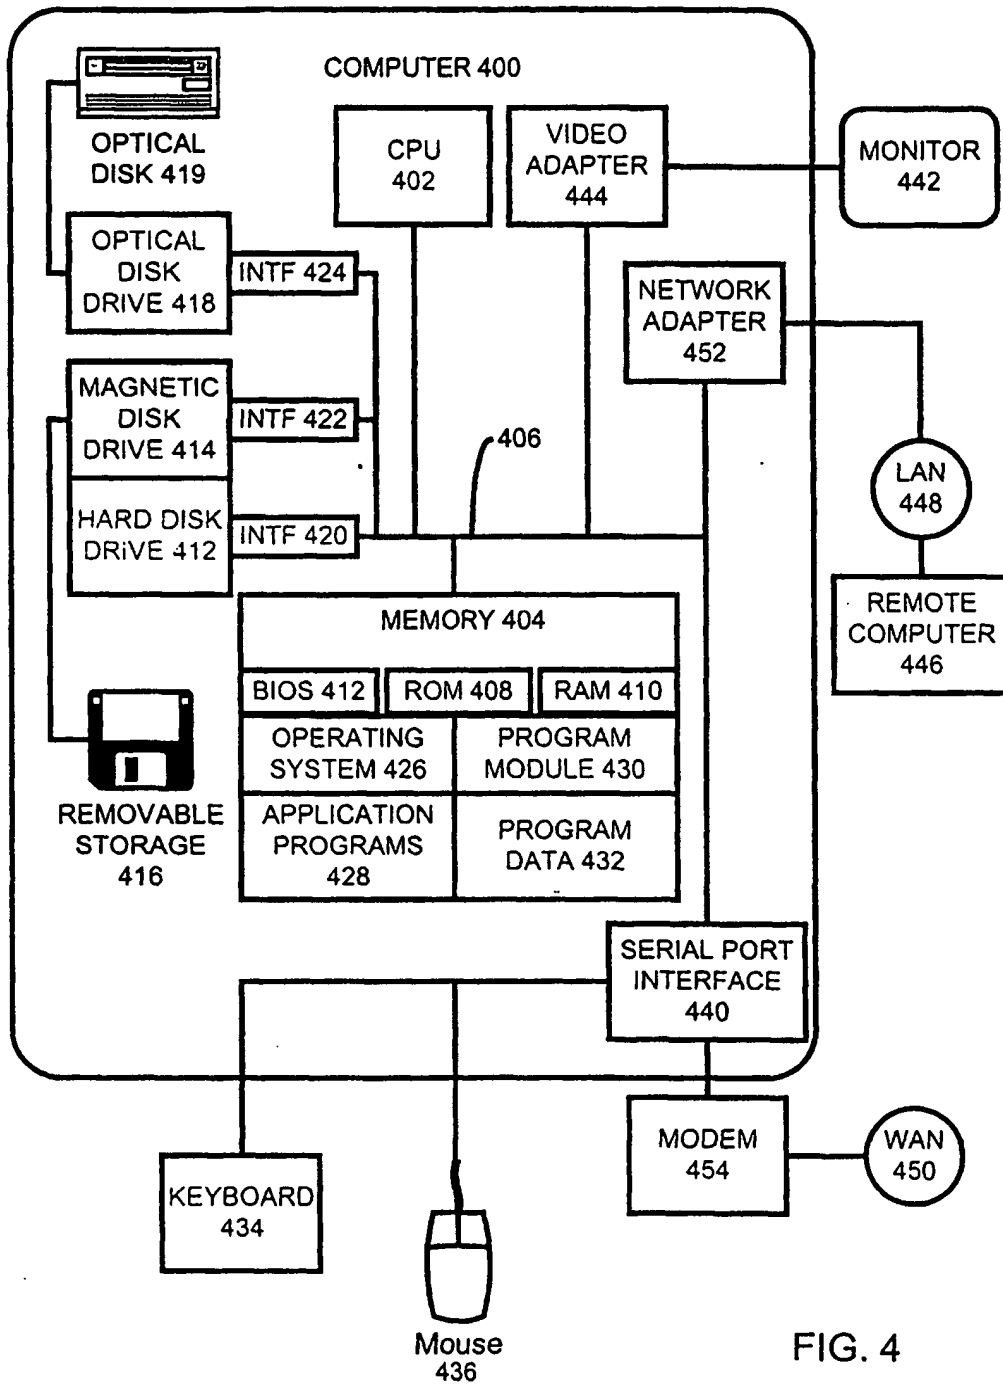 COMPUTER 400
OPTICAL
DISK 419
CPU
402
VIDEO
ADAPTER
444
MONITOR
442
OPTICAL
DISK
DRIVE 418
INTF 424
NETWORK
ADAPTER
452
MAGNETIC
DISK
DRIVE 414
INTF 422
406
LAN
448
HARD DISK
DRIVE 412
INTF 420
REMOTE
COMPUTER
446
MEMORY 404
BIOS 412
ROM 408
RAM 410
OPERATING
SYSTEM 426
PROGRAM
MODULE 430
REMOVABLE
STORAGE
416
APPLICATION
PROGRAMS
428
PROGRAM
DATA 432
SERIAL PORT
INTERFACE
440
MODEM
454
WAN
450
KEYBOARD
434
Mouse
436
FIG. 4